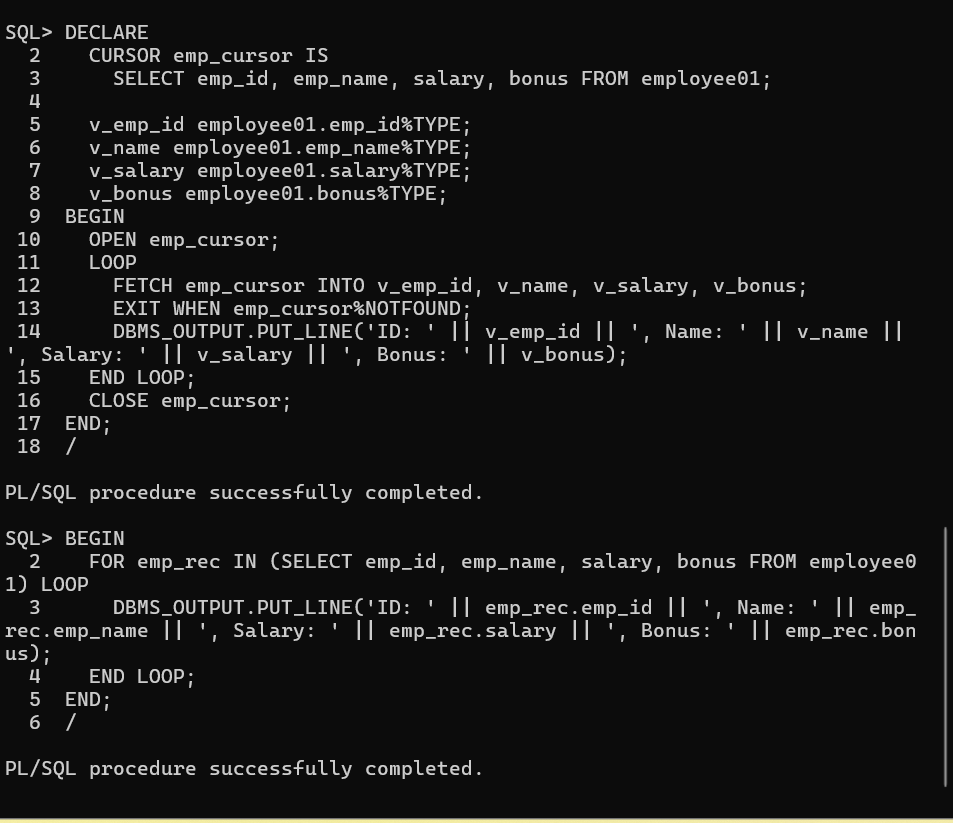 SQL> DECLARE
  2    CURSOR emp_cursor IS
  3      SELECT emp_id, emp_name, salary, bonus FROM employee01;
  4
  5    v_emp_id employee01.emp_id%TYPE;
  6    v_name employee01.emp_name%TYPE;
  7    v_salary employee01.salary%TYPE;
  8    v_bonus employee01.bonus%TYPE;
  9  BEGIN
 10    OPEN emp_cursor;
 11    LOOP
 12      FETCH emp_cursor INTO v_emp_id, v_name, v_salary, v_bonus;
 13      EXIT WHEN emp_cursor%NOTFOUND;
 14      DBMS_OUTPUT.PUT_LINE('ID: ' || v_emp_id || ', Name: ' || v_name ||
', Salary: ' || v_salary || ', Bonus: ' || v_bonus);
 15    END LOOP;
 16    CLOSE emp_cursor;
 17  END;
 18  /
PL/SQL procedure successfully completed.
SQL> BEGIN
  2    FOR emp_rec IN (SELECT emp_id, emp_name, salary, bonus FROM employee0
1) LOOP
  3      DBMS_OUTPUT.PUT_LINE('ID: ' || emp_rec.emp_id || ', Name: ' || emp_
rec.emp_name || ', Salary: ' || emp_rec.salary || ', Bonus: ' || emp_rec.bon
us);
  4    END LOOP;
  5  END;
  6  /
PL/SQL procedure successfully completed.